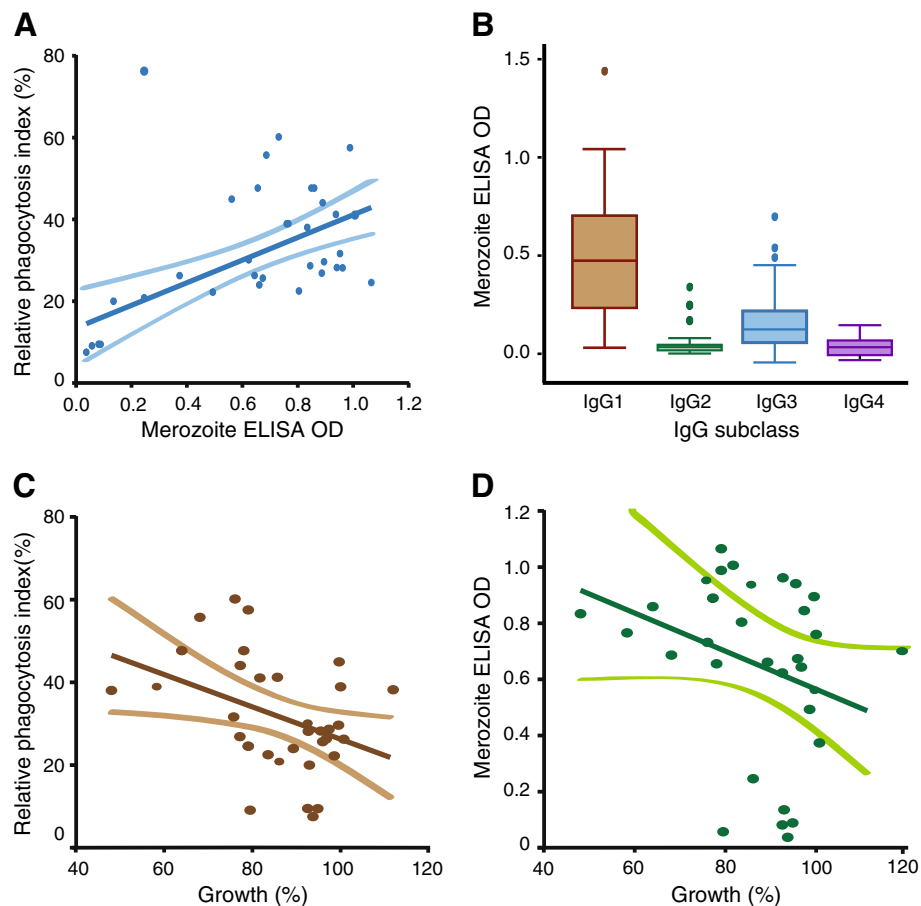 A
Relative phagocytosis index (%)
80
60
40
20
0
0.0 0.2 0.4 0.6 0.8 1.0 1.2
Merozoite ELISA OD
B
Merozoite ELISA OD
1.5
1.0
0.5
0.0
IgG1 IgG2 IgG3 IgG4
IgG subclass
C
Relative phagocytosis index(%)
80
60
40
20
0
40 60 80 100 120
Growth (%)
D
Merozoite ELISA OD
1.2
1.0
0.8
0.6
0.4
0.2
0
40 60 80 100 120
Growth (%)